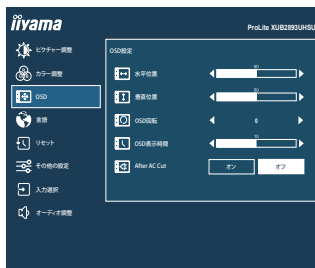 iiyama
ProLite XUB2893UHSU
ピクチャー調整
カラー調整
OSD
言語
リセット
その他の設定
入力選択
オーディオ調整
OSD設定
水平位置
50
垂直位置
50
OSD回転
0
OSD表示時間
10
After AC Cut
オン
オフ